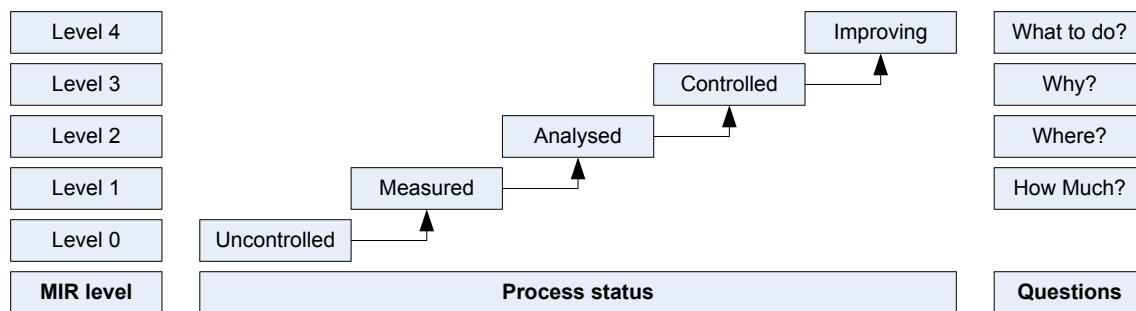 Level 4 Improving What to do?
Level 3 Controlled Why?
Level 2 Analysed Where?
Level 1 Measured How Much?
Level 0 Uncontrolled
MIR level Process status Questions